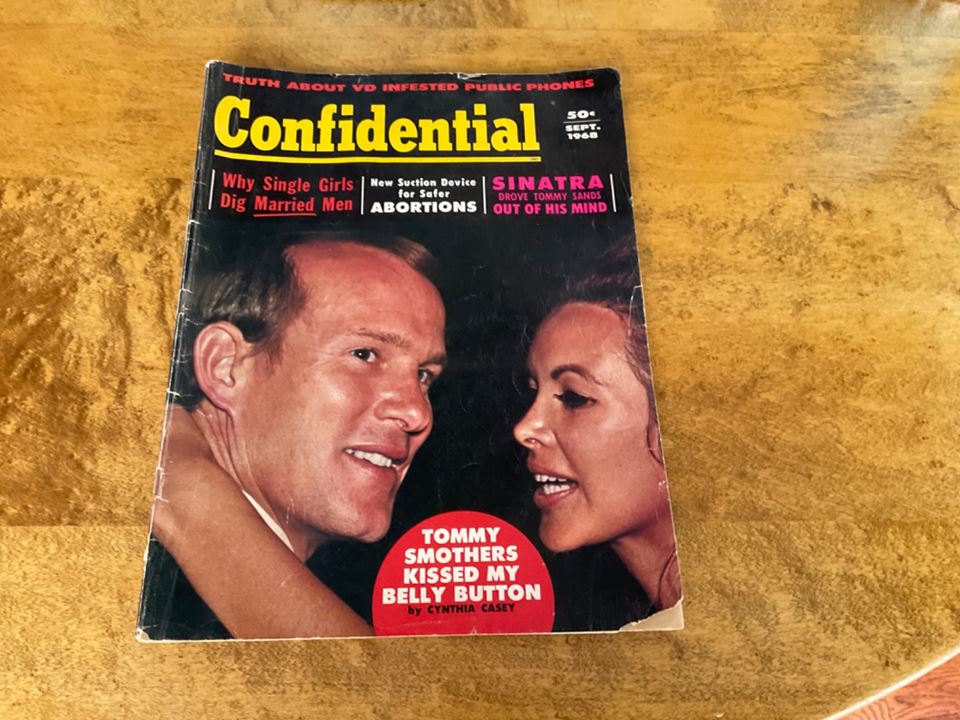 TRUTH ABOUT VD INFESTED PUBLIC PHONES
Confidential
50¢
SEPT.
1968
Why Single Girls
Dig Married Men
New Suction Device
for Safer
ABORTIONS
SINATRA
DROVE TOMMY SANDS
OUT OF HIS MIND
TOMMY
SMOTHERS
KISSED MY
BELLY BUTTON
by CYNTHIA CASEY